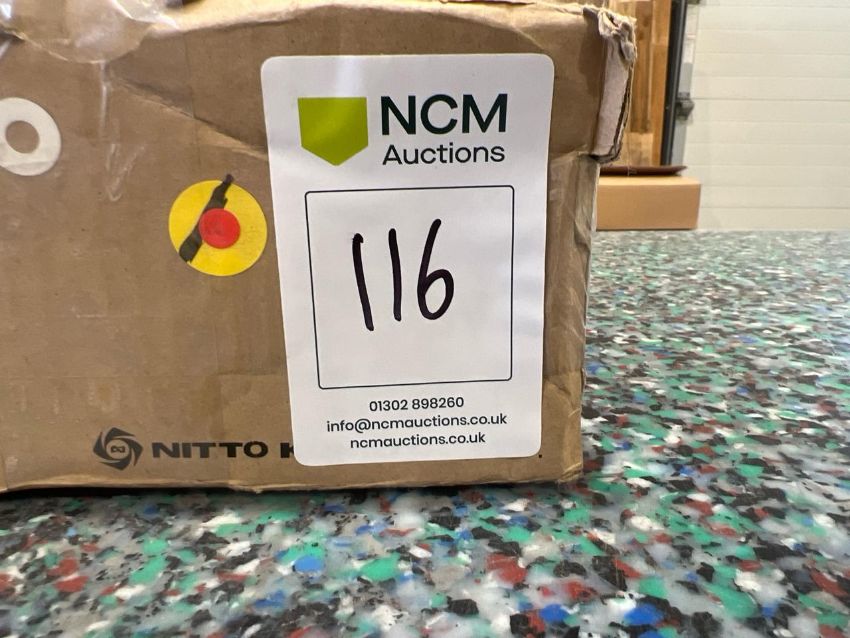 NCM
Auctions
116
01302 898260
info@ncmauctions.co.uk
ncmauctions.co.uk
NITTO